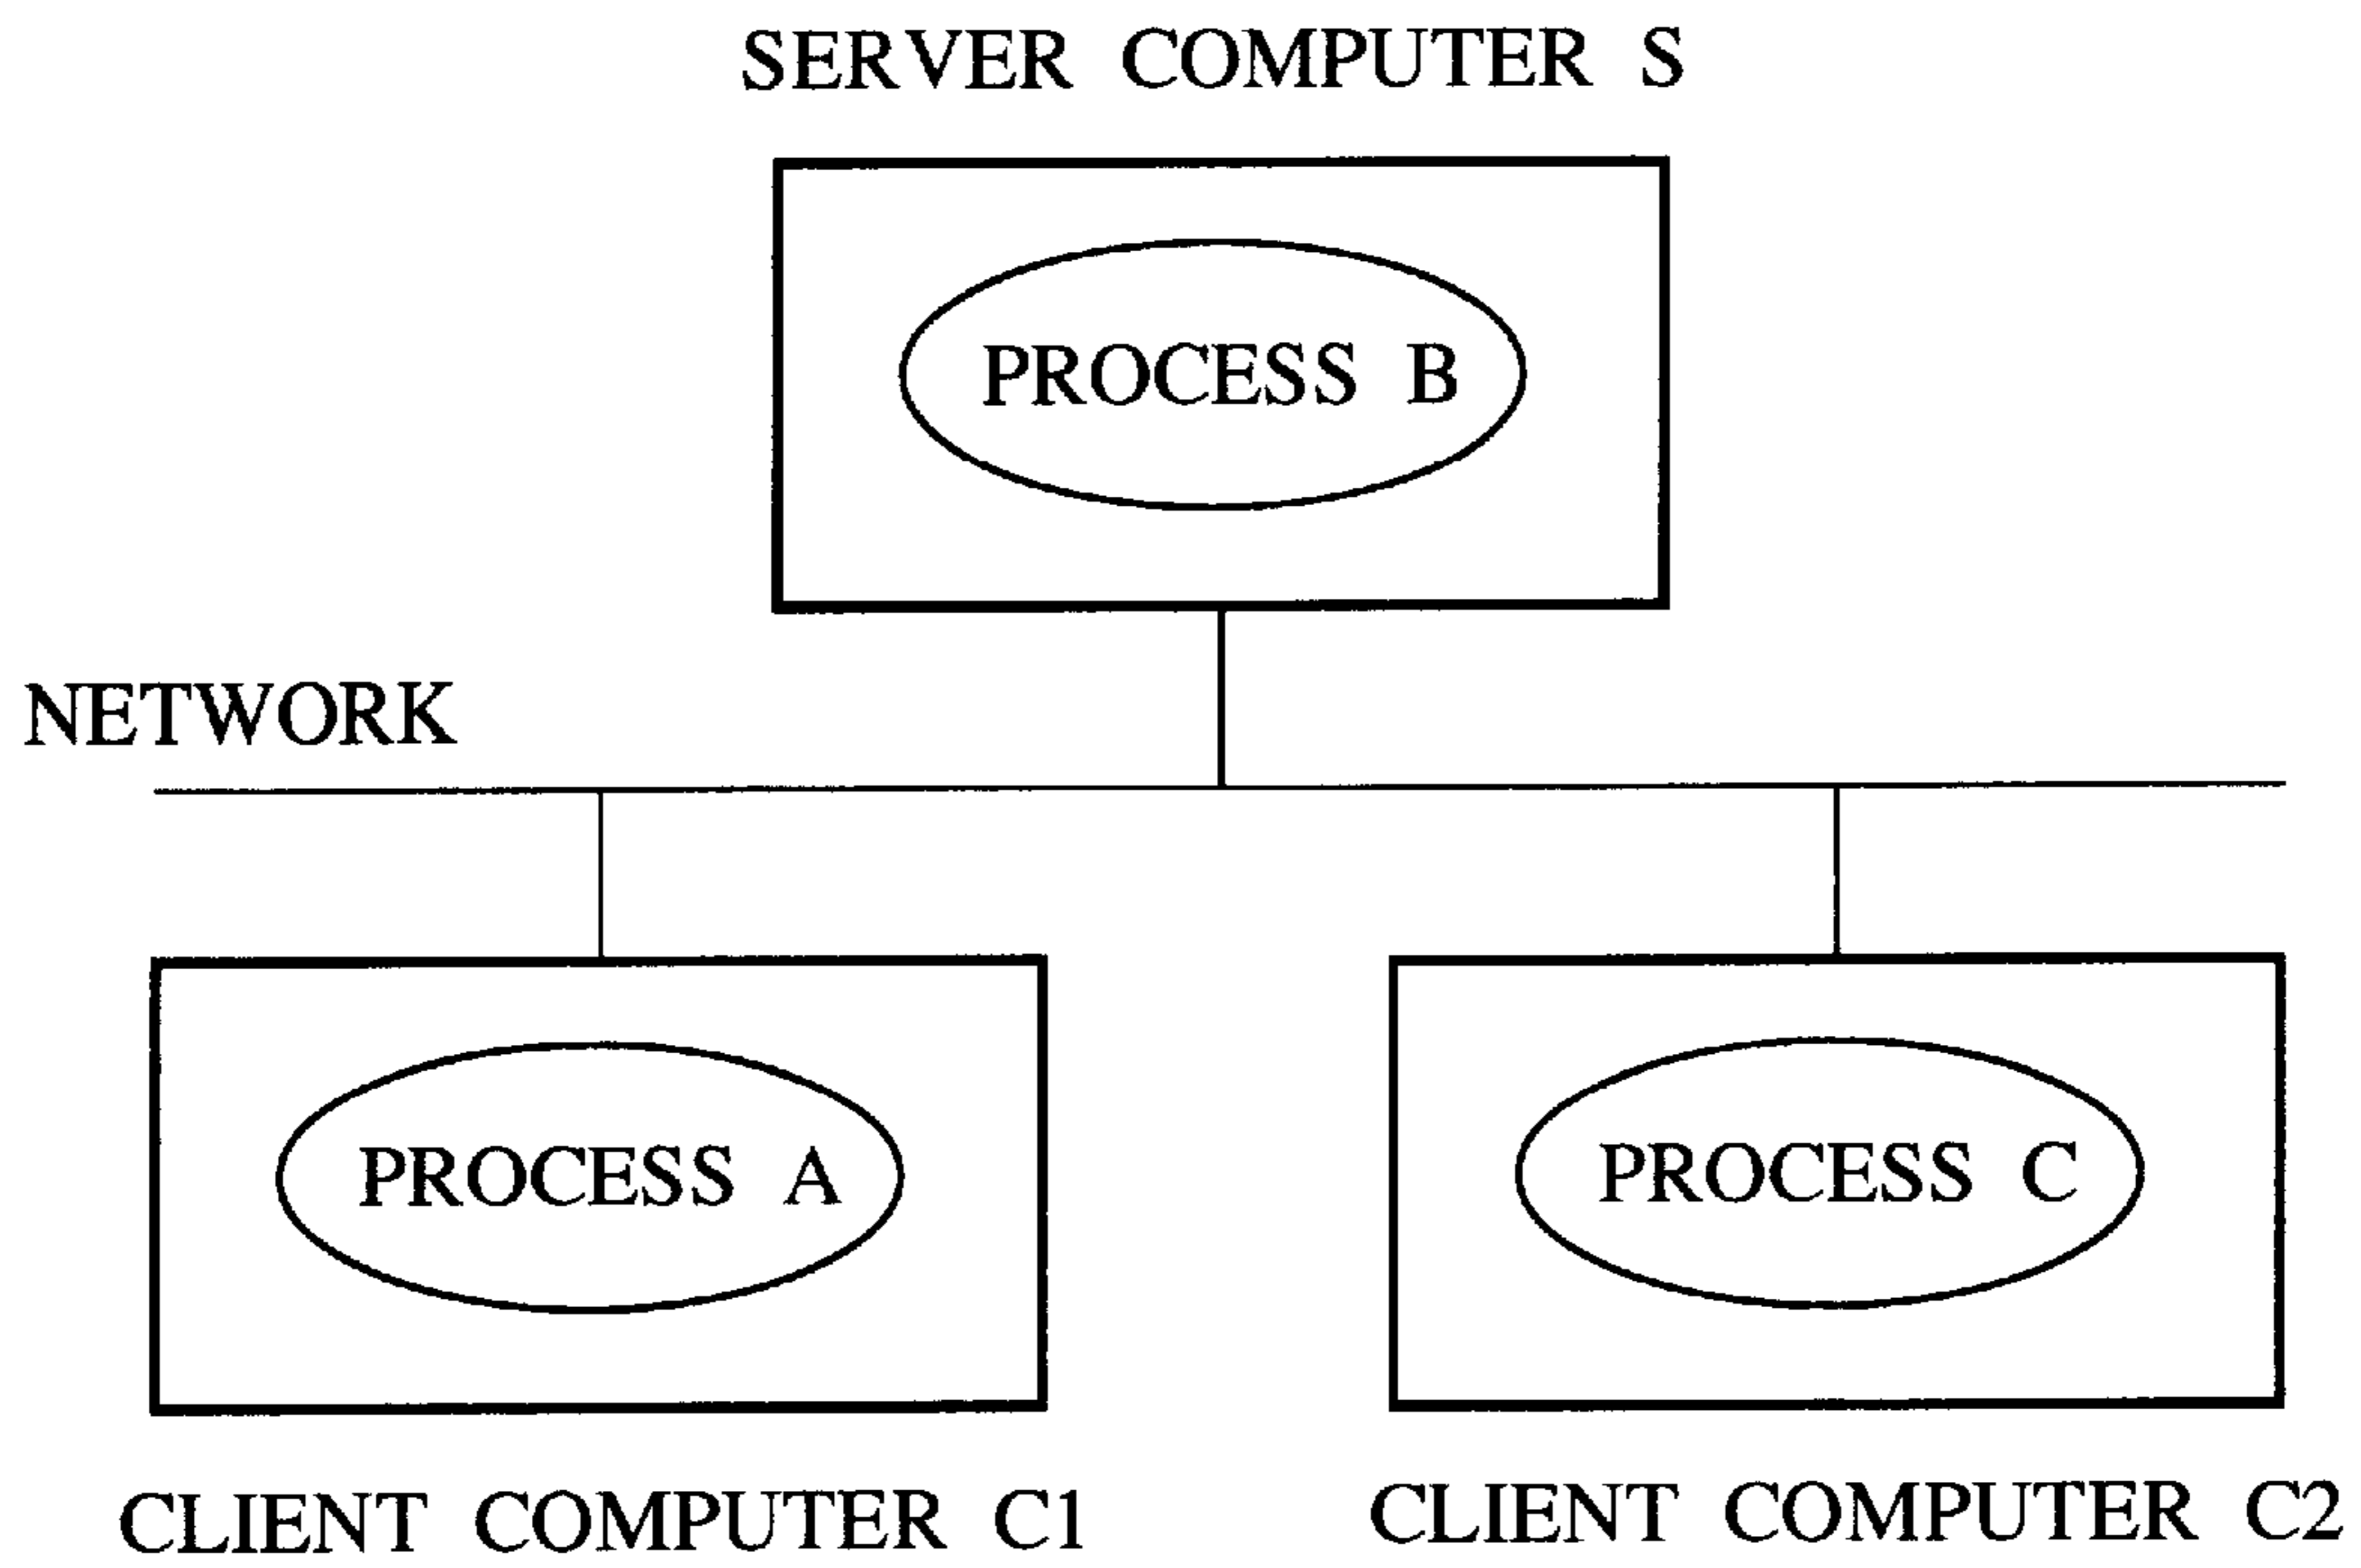 SERVER COMPUTER S
PROCESS B
NETWORK
PROCESS A
PROCESS C
CLIENT COMPUTER C1
CLIENT COMPUTER C2